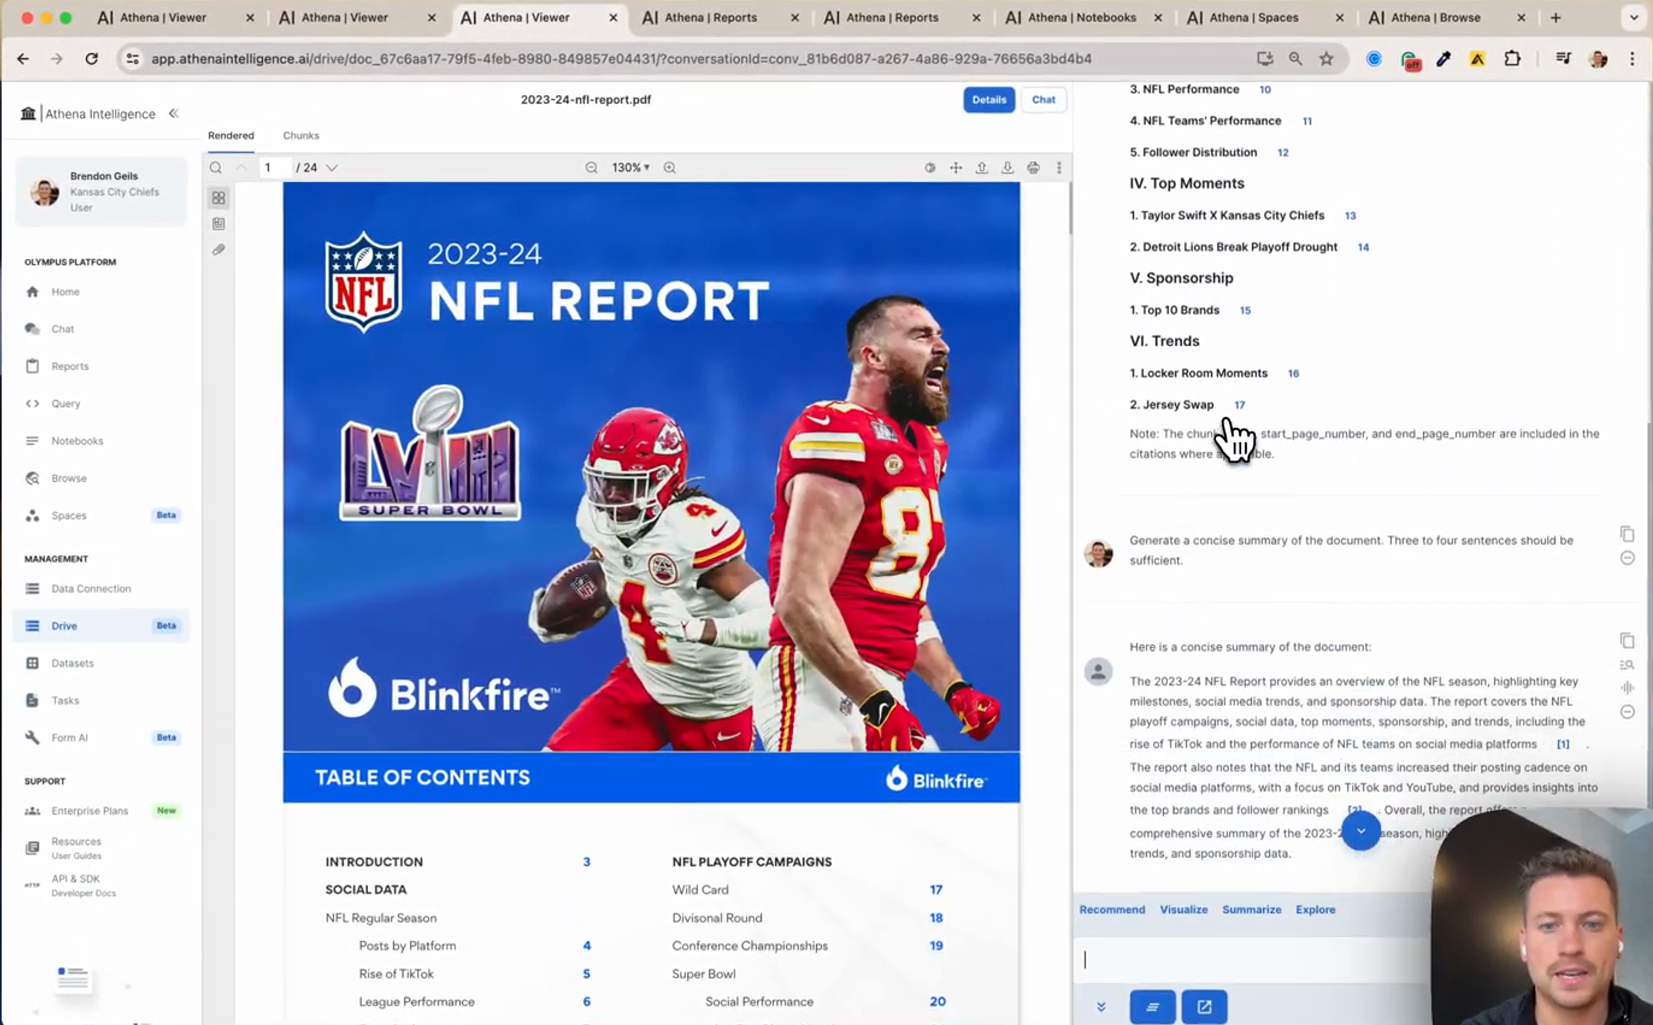 Athena | Viewer
Athena | Viewer
Athena | Viewer
Athena | Reports
Athena | Reports
Athena | Notebooks
Athena | Spaces
Athena | Browse
app.athenaintelligence.ai/drive/doc_67c6aa17-79f5-4feb-8980-849857e04431/?conversationId=conv_81b6d087-a267-4a86-929a-76656a3bd4b4
off
Athena Intelligence
Brendon Geils
Kansas City Chiefs
User
OLYMPUS PLATFORM
Home
Chat
Reports
Query
Notebooks
Browse
Spaces Beta
MANAGEMENT
Data Connection
Drive Beta
Datasets
Tasks
Form AI Beta
SUPPORT
Enterprise Plans New
Resources
User Guides
API & SDK
Developer Docs
2023-24-nfl-report.pdf
Details
Chat
Rendered Chunks
1 / 24
130%
NFL
2023-24
NFL REPORT
LVIII
SUPER BOWL
4
4
87
Blinkfire™
TABLE OF CONTENTS
Blinkfire
INTRODUCTION 3
SOCIAL DATA
NFL Regular Season
Posts by Platform 4
Rise of TikTok 5
League Performance 6
NFL PLAYOFF CAMPAIGNS
Wild Card 17
Divisonal Round 18
Conference Championships 19
Super Bowl
Social Performance 20
3. NFL Performance 10
4. NFL Teams' Performance 11
5. Follower Distribution 12
IV. Top Moments
1. Taylor Swift X Kansas City Chiefs 13
2. Detroit Lions Break Playoff Drought 14
V. Sponsorship
1. Top 10 Brands 15
VI. Trends
1. Locker Room Moments 16
2. Jersey Swap 17
Note: The start_page_number, and end_page_number are included in the
citations where
Generate a concise summary of the document. Three to four sentences should be
sufficient.
Here is a concise summary of the document:
The 2023-24 NFL Report provides an overview of the NFL season, highlighting key
milestones, social media trends, and sponsorship data. The report covers the NFL
playoff campaigns, social data, top moments, sponsorship, and trends, including the
rise of TikTok and the performance of NFL teams on social media platforms [1] .
The report also notes that the NFL and its teams increased their posting cadence on
social media platforms, with a focus on TikTok and YouTube, and provides insights into
the top brands and follower rankings [2] . Overall, the report
comprehensive summary of the 2023-2 season,
trends, and sponsorship data.
Recommend Visualize Summarize Explore